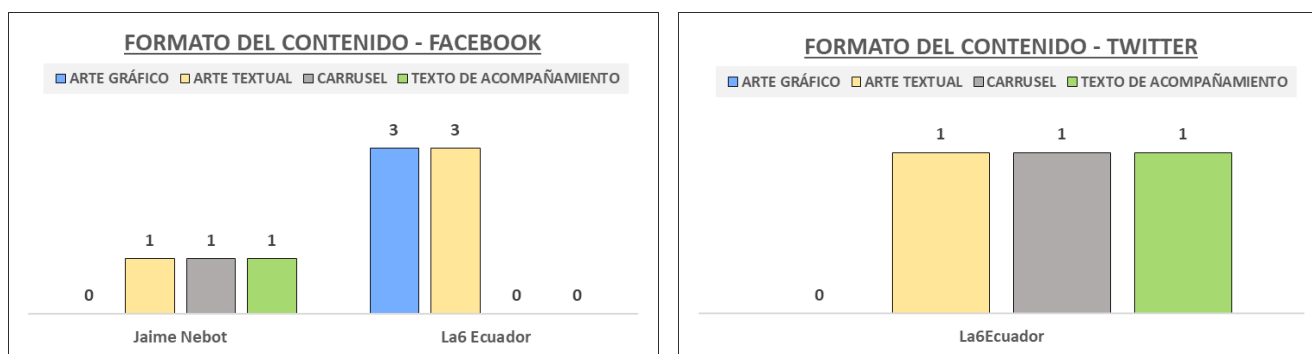 FORMATO DEL CONTENIDO - FACEBOOK
ARTE GRÁFICO ARTE TEXTUAL CARRUSEL TEXTO DE ACOMPAÑAMIENTO
3 3
1 1 1
0 0 0
Jaime Nebot La6 Ecuador
FORMATO DEL CONTENIDO - TWITTER
ARTE GRÁFICO ARTE TEXTUAL CARRUSEL TEXTO DE ACOMPAÑAMIENTO
1 1 1
0
La6Ecuador